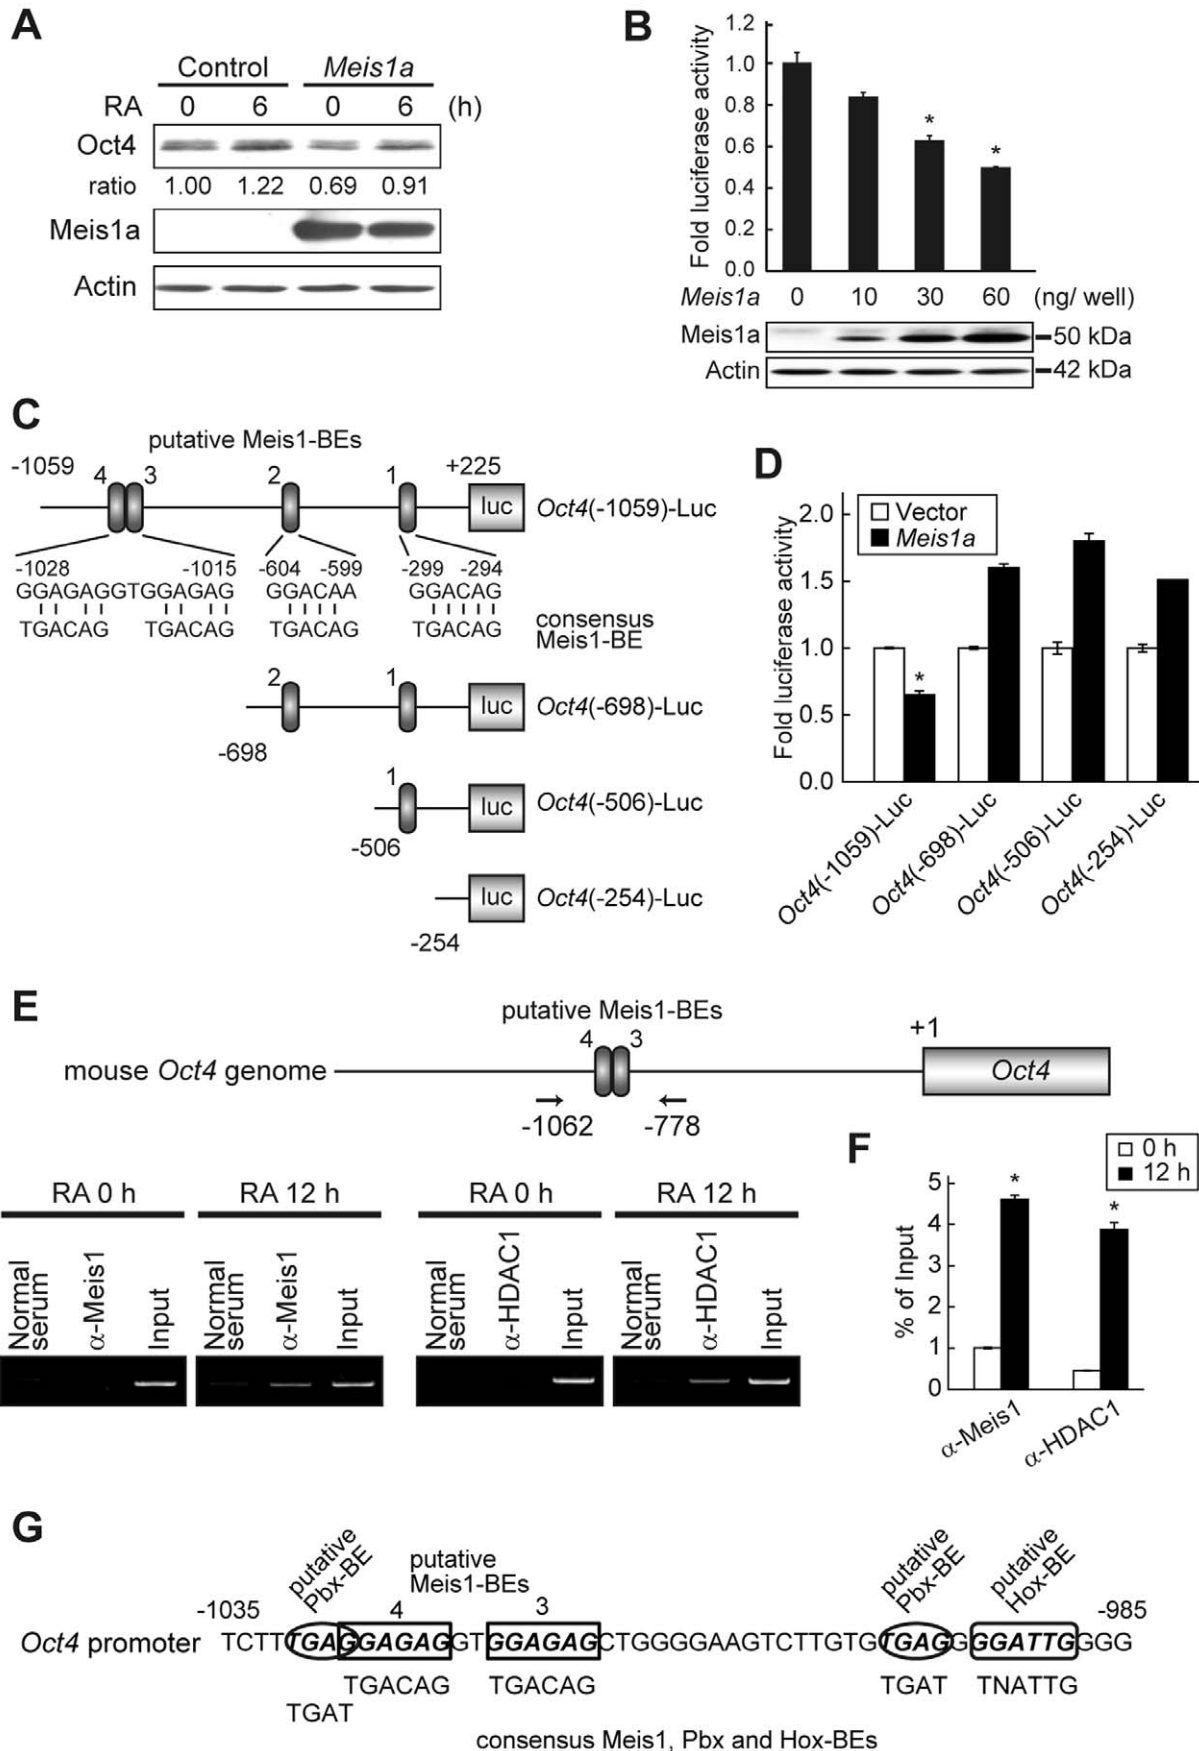 A
Control Meis1a
RA 0 6 0 6 (h)
Oct4
ratio 1.00 1.22 0.69 0.91
Meis1a
Actin
B
Fold luciferase activity
1.2
1.0
0.8
0.6
0.4
0.2
0.0
* *
Meis1a 0 10 30 60 (ng/ well)
Meis1a 50 kDa
Actin 42 kDa
C
putative Meis1-BEs
-1059 4 3 2 1 +225
luc Oct4(-1059)-Luc
-1028 -1015 -604 -599 -299 -294
GGAGAGGTGGAGAG GGACAA GGACAG
TGACAG TGACAG TGACAG TGACAG
consensus
Meis1-BE
2 1
luc Oct4(-698)-Luc
-698
1
luc Oct4(-506)-Luc
-506
luc Oct4(-254)-Luc
-254
D
Fold luciferase activity
2.0
1.5
1.0
0.5
0.0
Vector
Meis1a
*
Oct4(-1059)-Luc
Oct4(-698)-Luc
Oct4(-506)-Luc
Oct4(-254)-Luc
E
putative Meis1-BEs
4 3 +1
mouse Oct4 genome Oct4
-1062 -778
RA 0 h RA 12 h RA 0 h RA 12 h
Normal serum α-Meis1 Input Normal serum α-Meis1 Input Normal serum α-HDAC1 Input Normal serum α-HDAC1 Input
F
0 h
12 h
% of Input
5
4
3
2
1
0
* *
α-Meis1 α-HDAC1
G
putative Pbx-BE
putative Meis1-BEs
putative Pbx-BE
putative Hox-BE
-1035 4 3 -985
Oct4 promoter TCTTTGAGGAGAGGTGGAGAGCTGGGGAAGTCTTGTGTGAGGGGATTGGGG
TGACAG TGACAG TGAT TNATTG
TGAT
consensus Meis1, Pbx and Hox-BEs